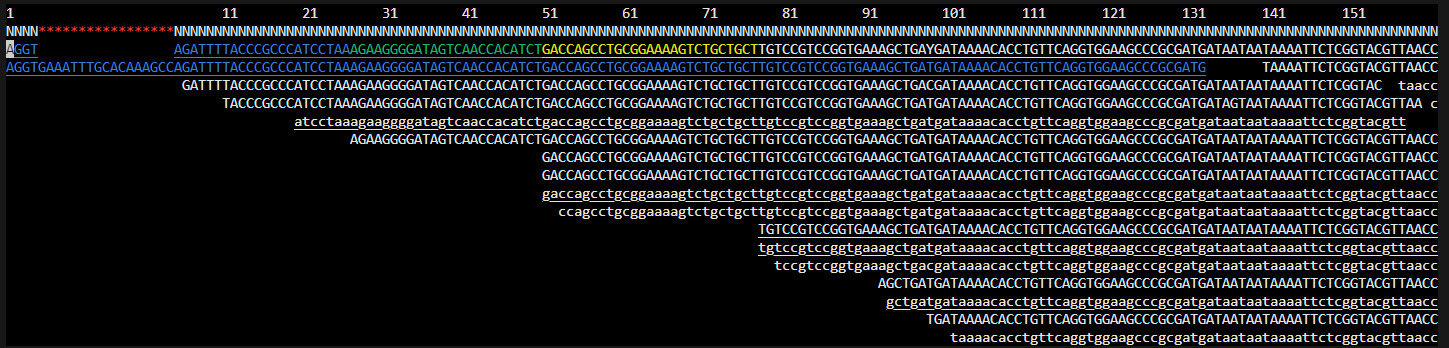 1                          11        21        31        41        51        61        71        81        91        101       111       121       131       141       151
NNNN*****************NNNNNNNNNNNNNNNNNNNNNNNNNNNNNNNNNNNNNNNNNNNNNNNNNNNNNNNNNNNNNNNNNNNNNNNNNNNNNNNNNNNNNNNNNNNNNNNNNNNNNNNNNNNNNNNNNNNNNNNNNNNNNNNNNNNNNNNNNNNNNNNNNNNNNNNNNNNNNN
AGGT                 AGATTTTACCCGCCCATCCTAAAGAAGGGGATAGTCAACCACATCTGACCAGCCTGCGGAAAAGTCTGCTGCTTGTCCGTCCGGTGAAAGCTGAYGATAAAACACCTGTTCAGGTGGAAGCCCGCGATGATAATAATAAAATTCTCGGTACGTTAACC
AGGTGAAATTTGCACAAAGCCAGATTTTACCCGCCCATCCTAAAGAAGGGGATAGTCAACCACATCTGACCAGCCTGCGGAAAAGTCTGCTGCTTGTCCGTCCGGTGAAAGCTGATGATAAAACACCTGTTCAGGTGGAAGCCCGCGATG       TAAAATTCTCGGTACGTTAACC
GATTTTACCCGCCCATCCTAAAGAAGGGGATAGTCAACCACATCTGACCAGCCTGCGGAAAAGTCTGCTGCTTGTCCGTCCGGTGAAAGCTGACGATAAAACACCTGTTCAGGTGGAAGCCCGCGATGATAATAATAAAATTCTCGGTAC  taacc
TACCCGCCCATCCTAAAGAAGGGGATAGTCAACCACATCTGACCAGCCTGCGGAAAAGTCTGCTGCTTGTCCGTCCGGTGAAAGCTGATGATAAAACACCTGTTCAGGTGGAAGCCCGCGATGATAGTAATAAAATTCTCGGTACGTTAA c
atcctaaagaaggggatagtcaaccacatctgaccagcctgcggaaaagtctgctgcttgtccgtccggtgaaagctgatgataaaacacctgttcaggtggaagcccgcgatgataataataaaattctcggtacgtt
AGAAGGGGATAGTCAACCACATCTGACCAGCCTGCGGAAAAGTCTGCTGCTTGTCCGTCCGGTGAAAGCTGATGATAAAACACCTGTTCAGGTGGAAGCCCGCGATGATAATAATAAAATTCTCGGTACGTTAACC
GACCAGCCTGCGGAAAAGTCTGCTGCTTGTCCGTCCGGTGAAAGCTGATGATAAAACACCTGTTCAGGTGGAAGCCCGCGATGATAATAATAAAATTCTCGGTACGTTAACC
GACCAGCCTGCGGAAAAGTCTGCTGCTTGTCCGTCCGGTGAAAGCTGATGATAAAACACCTGTTCAGGTGGAAGCCCGCGATGATAATAATAAAATTCTCGGTACGTTAACC
gaccagcctgcggaaaagtctgctgcttgtccgtccggtgaaagctgatgataaaacacctgttcaggtggaagcccgcgatgataataataaaattctcggtacgttaacc
ccagcctgcggaaaagtctgctgcttgtccgtccggtgaaagctgatgataaaacacctgttcaggtggaagcccgcgatgataataataaaattctcggtacgttaacc
TGTCCGTCCGGTGAAAGCTGATGATAAAACACCTGTTCAGGTGGAAGCCCGCGATGATAATAATAAAATTCTCGGTACGTTAACC
tgtccgtccggtgaaagctgatgataaaacacctgttcaggtggaagcccgcgatgataataataaaattctcggtacgttaacc
tccgtccggtgaaagctgacgataaaacacctgttcaggtggaagcccgcgatgataataataaaattctcggtacgttaacc
AGCTGATGATAAAACACCTGTTCAGGTGGAAGCCCGCGATGATAATAATAAAATTCTCGGTACGTTAACC
gctgatgataaaacacctgttcaggtggaagcccgcgatgataataataaaattctcggtacgttaacc
TGATAAAACACCTGTTCAGGTGGAAGCCCGCGATGATAATAATAAAATTCTCGGTACGTTAACC
taaaacacctgttcaggtggaagcccgcgatgataataataaaattctcggtacgttaacc